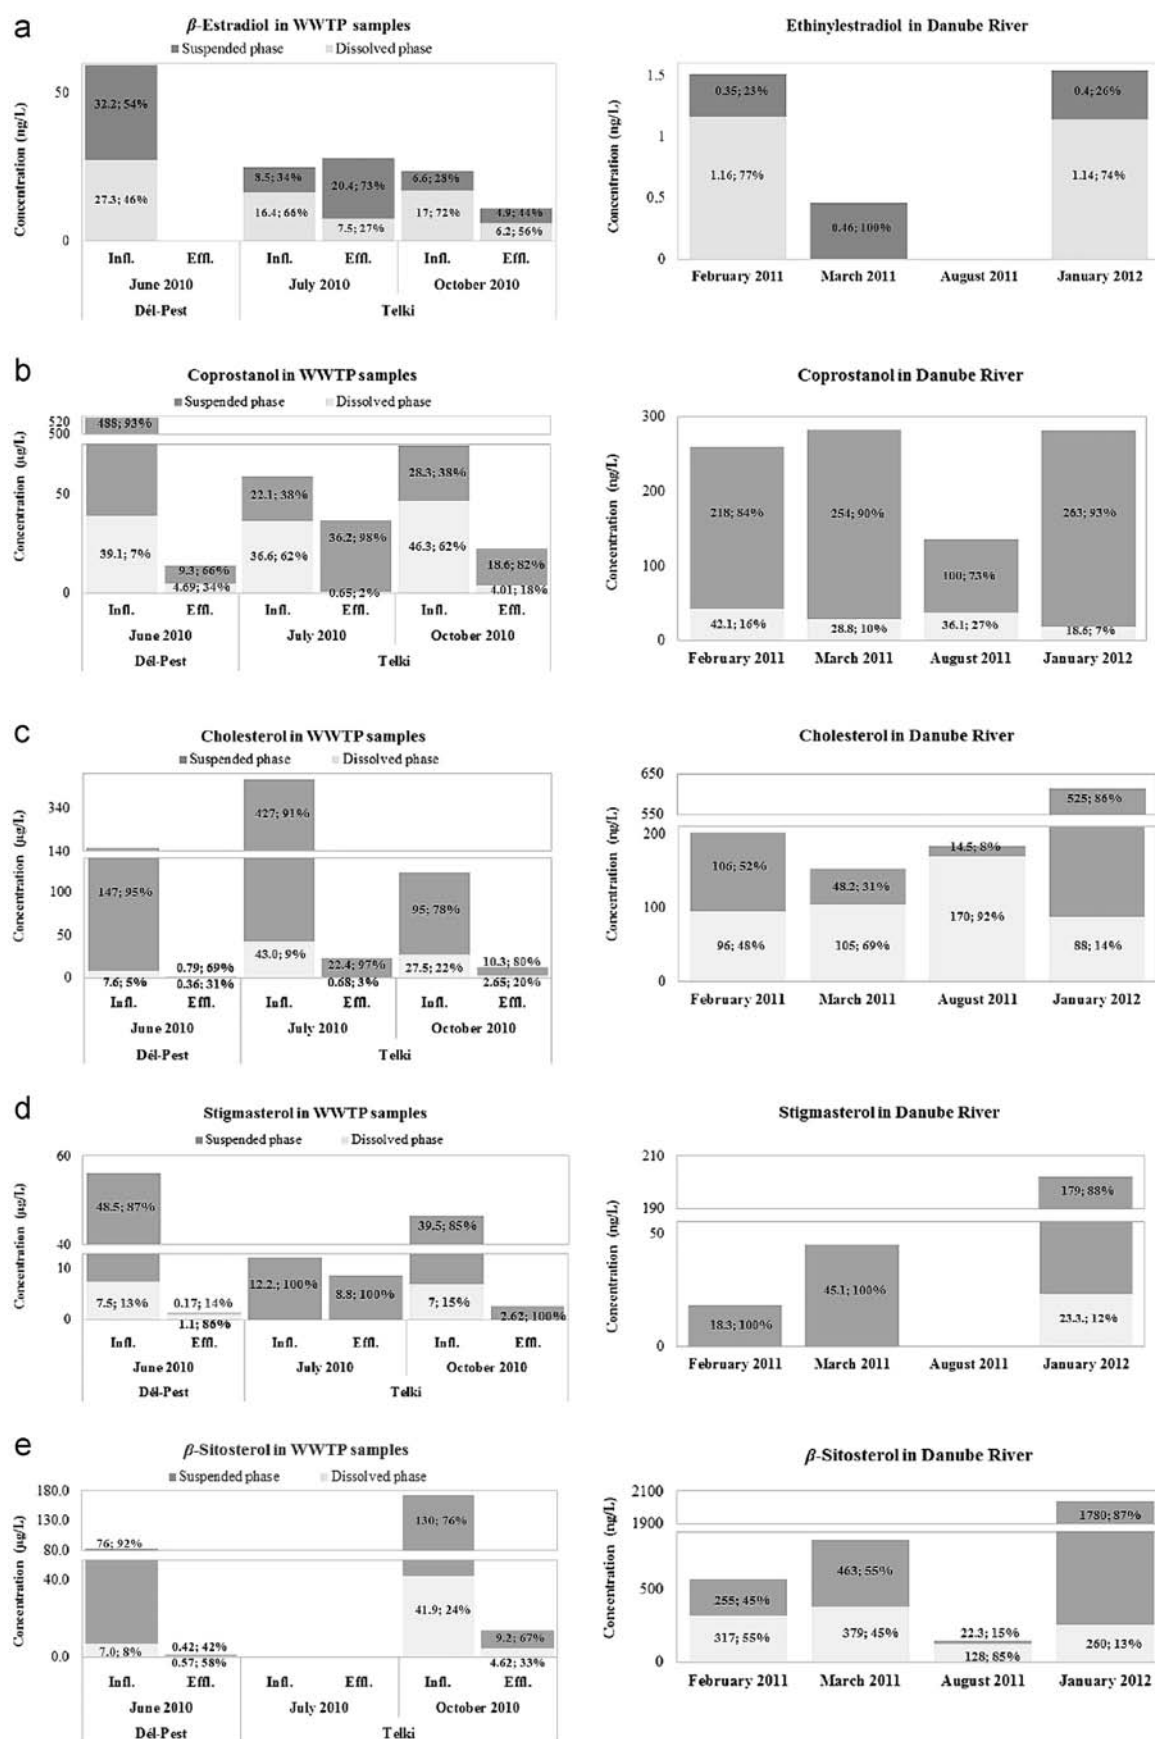 a
β-Estradiol in WWTP samples
Suspended phase Dissolved phase
Concentration (ng/L)
50
0
32.2; 54%
27.3; 46%
8.5; 34%
16.4; 66%
20.4; 73%
7.5; 27%
6.6; 28%
17; 72%
4.9; 44%
6.2; 56%
Infl. Effl. Infl. Effl. Infl. Effl.
June 2010 July 2010 October 2010
Dél-Pest Telki
Ethinylestradiol in Danube River
Concentration (ng/L)
1.5
1
0.5
0
0.35; 23%
1.16; 77%
0.46; 100%
0.4; 26%
1.14; 74%
February 2011 March 2011 August 2011 January 2012
b
Coprostanol in WWTP samples
Suspended phase Dissolved phase
Concentration (µg/L)
520
500
50
0
488; 93%
39.1; 7%
9.3; 66%
4.69; 34%
22.1; 38%
36.6; 62%
36.2; 98%
0.65; 2%
28.3; 38%
46.3; 62%
18.6; 82%
4.01; 18%
Infl. Effl. Infl. Effl. Infl. Effl.
June 2010 July 2010 October 2010
Dél-Pest Telki
Coprostanol in Danube River
Concentration (ng/L)
300
200
100
0
218; 84%
42.1; 16%
254; 90%
28.8; 10%
100; 73%
36.1; 27%
263; 93%
18.6; 7%
February 2011 March 2011 August 2011 January 2012
c
Cholesterol in WWTP samples
Suspended phase Dissolved phase
Concentration (µg/L)
340
140
100
50
0
147; 95%
7.6; 5%
0.79; 69%
0.36; 31%
427; 91%
43.0; 9%
22.4; 97%
0.68; 3%
95; 78%
27.5; 22%
10.3; 80%
2.65; 20%
Infl. Effl. Infl. Effl. Infl. Effl.
June 2010 July 2010 October 2010
Dél-Pest Telki
Cholesterol in Danube River
Concentration (ng/L)
650
550
200
100
0
106; 52%
96; 48%
48.2; 31%
105; 69%
14.5; 8%
170; 92%
525; 86%
88; 14%
February 2011 March 2011 August 2011 January 2012
d
Stigmasterol in WWTP samples
Suspended phase Dissolved phase
Concentration (µg/L)
60
40
10
0
48.5; 87%
7.5; 13%
0.17; 14%
1.1; 86%
12.2.; 100%
8.8; 100%
39.5; 85%
7; 15%
2.62; 100%
Infl. Effl. Infl. Effl. Infl. Effl.
June 2010 July 2010 October 2010
Dél-Pest Telki
Stigmasterol in Danube River
Concentration (ng/L)
210
190
50
0
18.3; 100%
45.1; 100%
179; 88%
23.3.; 12%
February 2011 March 2011 August 2011 January 2012
e
β-Sitosterol in WWTP samples
Suspended phase Dissolved phase
Concentration (µg/L)
180.0
130.0
80.0
40.0
0.0
76; 92%
7.0; 8%
0.42; 42%
0.57; 58%
130; 76%
41.9; 24%
9.2; 67%
4.62; 33%
Infl. Effl. Infl. Effl. Infl. Effl.
June 2010 July 2010 October 2010
Dél-Pest Telki
β-Sitosterol in Danube River
Concentration (ng/L)
2100
1900
500
0
255; 45%
317; 55%
463; 55%
379; 45%
22.3; 15%
128; 85%
1780; 87%
260; 13%
February 2011 March 2011 August 2011 January 2012